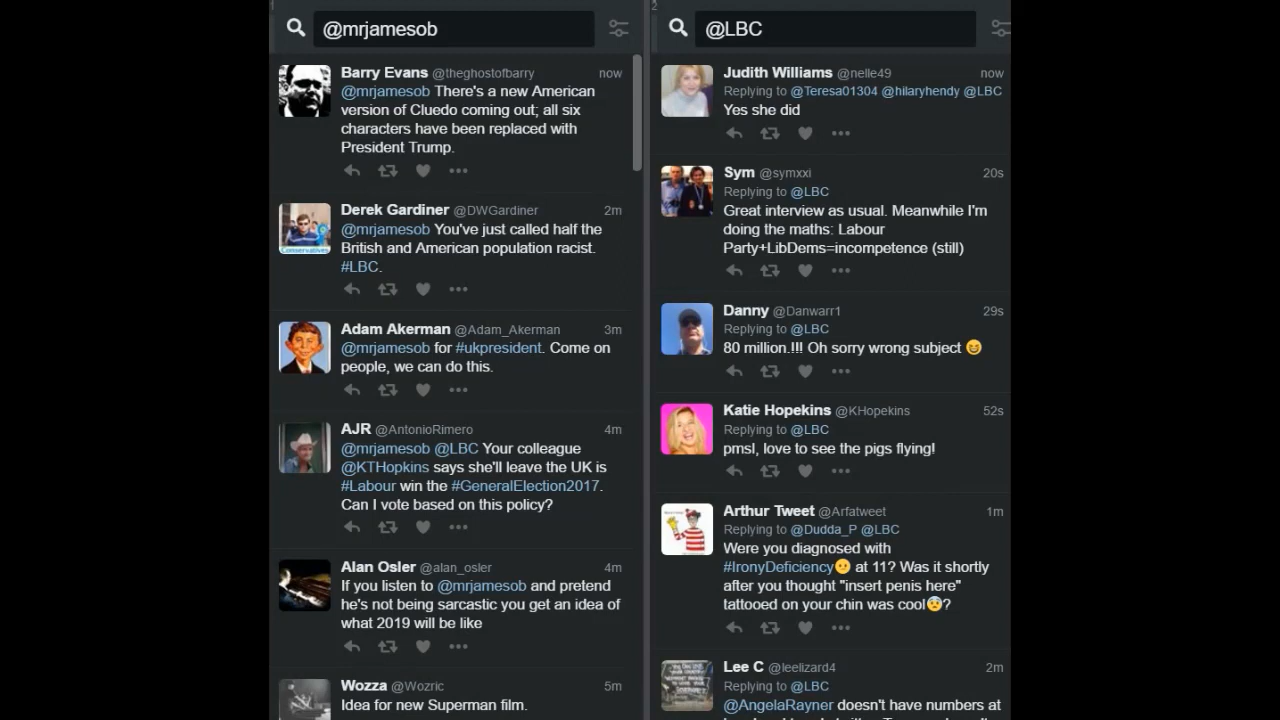 1
@mrjamesob
Barry Evans @theghostofbarry now
@mrjamesob There's a new American
version of Cluedo coming out; all six
characters have been replaced with
President Trump.
Derek Gardiner @DWGardiner 2m
@mrjamesob You've just called half the
British and American population racist.
#LBC.
Conservatives
Adam Akerman @Adam_Akerman 3m
@mrjamesob for #ukpresident. Come on
people, we can do this.
AJR @AntonioRimero 4m
@mrjamesob @LBC Your colleague
@KTHopkins says she'll leave the UK is
#Labour win the #GeneralElection2017.
Can I vote based on this policy?
Alan Osler @alan_osler 4m
If you listen to @mrjamesob and pretend
he's not being sarcastic you get an idea of
what 2019 will be like
Wozza @Wozric 5m
Idea for new Superman film.
2
@LBC
Judith Williams @nelle49 now
Replying to @Teresa01304 @hilaryhendy @LBC
Yes she did
Sym @symxxi 20s
Replying to @LBC
Great interview as usual. Meanwhile I'm
doing the maths: Labour
Party+LibDems=incompetence (still)
Danny @Danwarr1 29s
Replying to @LBC
80 million.!!! Oh sorry wrong subject 😆
Katie Hopekins @KHopekins 52s
Replying to @LBC
pmsl, love to see the pigs flying!
Arthur Tweet @Arfatweet 1m
Replying to @Dudda_P @LBC
Were you diagnosed with
#IronyDeficiency😕 at 11? Was it shortly
after you thought "insert penis here"
tattooed on your chin was cool😨?
Lee C @leelizard4 2m
Replying to @LBC
@AngelaRayner doesn't have numbers at